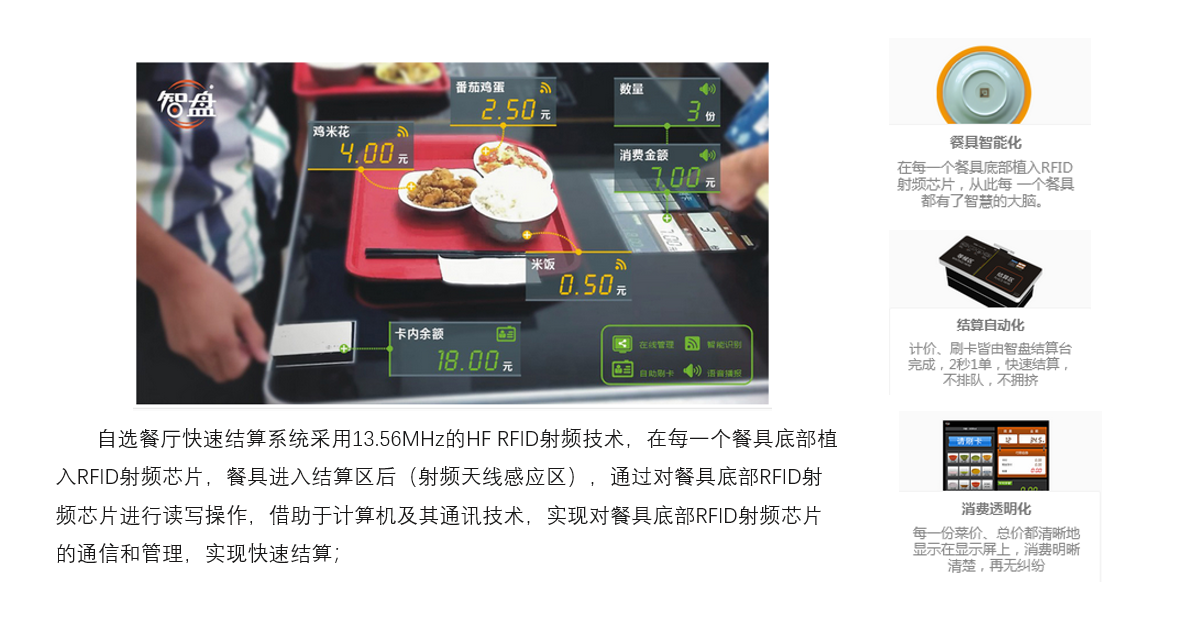 智盘
番茄鸡蛋
2.50 元
数量
3 份
鸡米花
4.00 元
消费金额
7.00 元
米饭
0.50 元
卡内余额
18.00 元
在线管理 智能识别
自助刷卡 语音播报
自选餐厅快速结算系统采用13.56MHz的HF RFID射频技术，在每一个餐具底部植
入RFID射频芯片，餐具进入结算区后（射频天线感应区），通过对餐具底部RFID射
频芯片进行读写操作，借助于计算机及其通讯技术，实现对餐具底部RFID射频芯片
的通信和管理，实现快速结算；
餐具智能化
在每一个餐具底部植入RFID
射频芯片，从此每 一个餐具
都有了智慧的大脑。
结算区
结算自动化
计价、刷卡皆由智盘结算台
完成，2秒1单，快速结算，
不排队，不拥挤
请刷卡
消费透明化
每一份菜价、总价都清晰地
显示在显示屏上，消费明晰
清楚，再无纠纷